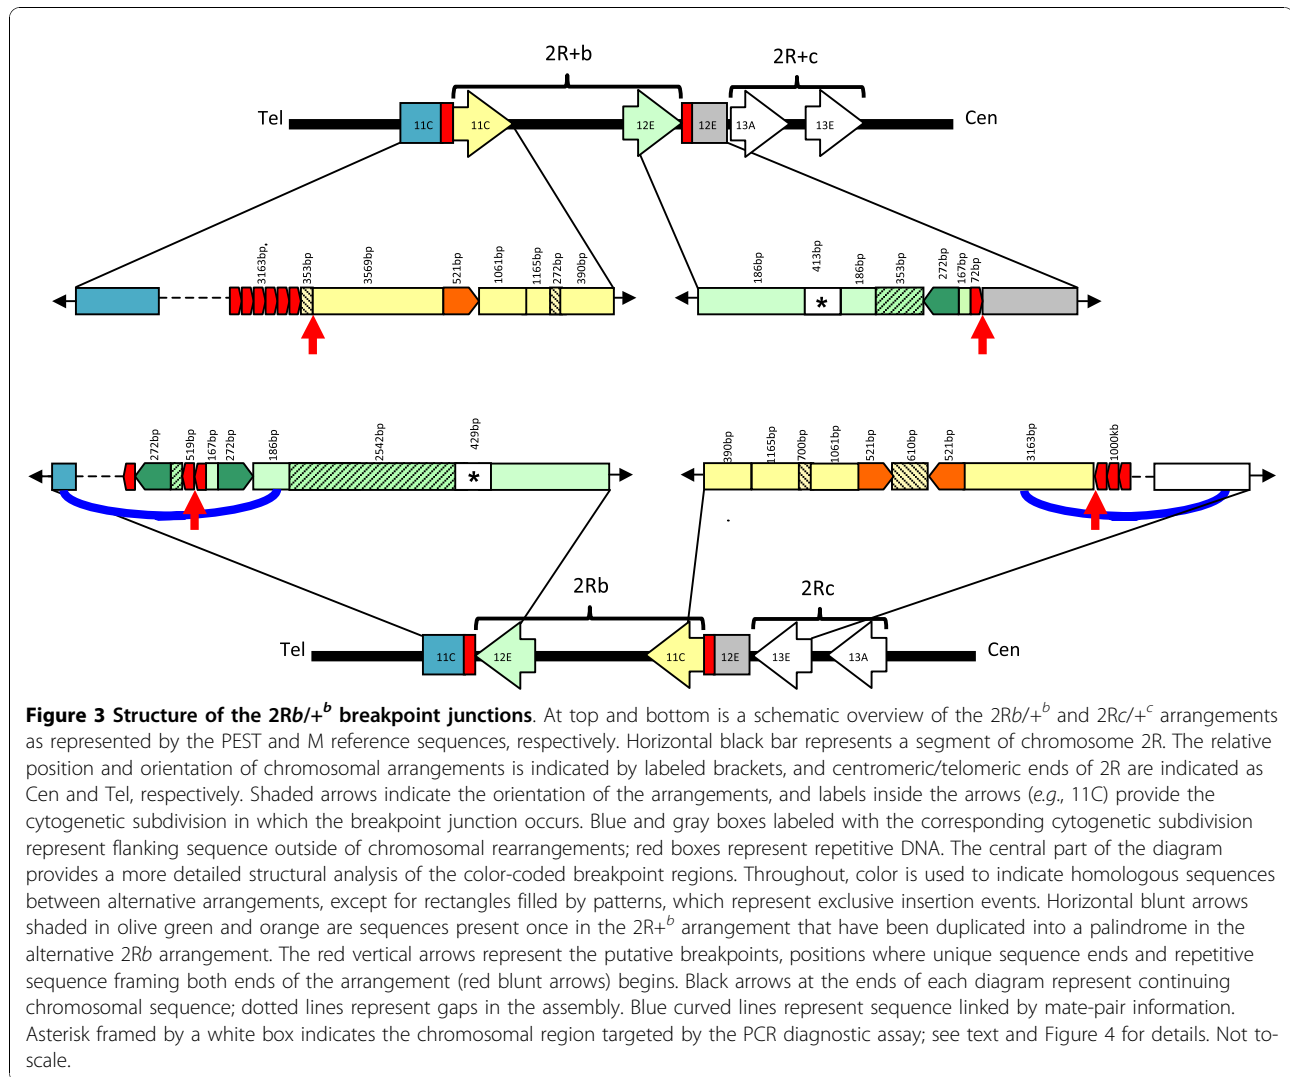 2R+b
2R+c
Tel
11C
11C
12E
12E
13A
13E
Cen
3163bp,
353bp
3569bp
521bp
1061bp
1165bp
272bp
390bp
186bp
413bp
186bp
353bp
272bp
167bp
72bp
*
272bp
519bp
167bp
272bp
186bp
2542bp
429bp
390bp
1165bp
700bp
1061bp
521bp
610bp
521bp
3163bp
1000kb
*
2Rb
2Rc
Tel
11C
12E
11C
12E
13E
13A
Cen
Figure 3 Structure of the 2Rb/+b breakpoint junctions. At top and bottom is a schematic overview of the 2Rb/+b and 2Rc/+c arrangements
as represented by the PEST and M reference sequences, respectively. Horizontal black bar represents a segment of chromosome 2R. The relative
position and orientation of chromosomal arrangements is indicated by labeled brackets, and centromeric/telomeric ends of 2R are indicated as
Cen and Tel, respectively. Shaded arrows indicate the orientation of the arrangements, and labels inside the arrows (e.g., 11C) provide the
cytogenetic subdivision in which the breakpoint junction occurs. Blue and gray boxes labeled with the corresponding cytogenetic subdivision
represent flanking sequence outside of chromosomal rearrangements; red boxes represent repetitive DNA. The central part of the diagram
provides a more detailed structural analysis of the color-coded breakpoint regions. Throughout, color is used to indicate homologous sequences
between alternative arrangements, except for rectangles filled by patterns, which represent exclusive insertion events. Horizontal blunt arrows
shaded in olive green and orange are sequences present once in the 2R+b arrangement that have been duplicated into a palindrome in the
alternative 2Rb arrangement. The red vertical arrows represent the putative breakpoints, positions where unique sequence ends and repetitive
sequence framing both ends of the arrangement (red blunt arrows) begins. Black arrows at the ends of each diagram represent continuing
chromosomal sequence; dotted lines represent gaps in the assembly. Blue curved lines represent sequence linked by mate-pair information.
Asterisk framed by a white box indicates the chromosomal region targeted by the PCR diagnostic assay; see text and Figure 4 for details. Not to-
scale.